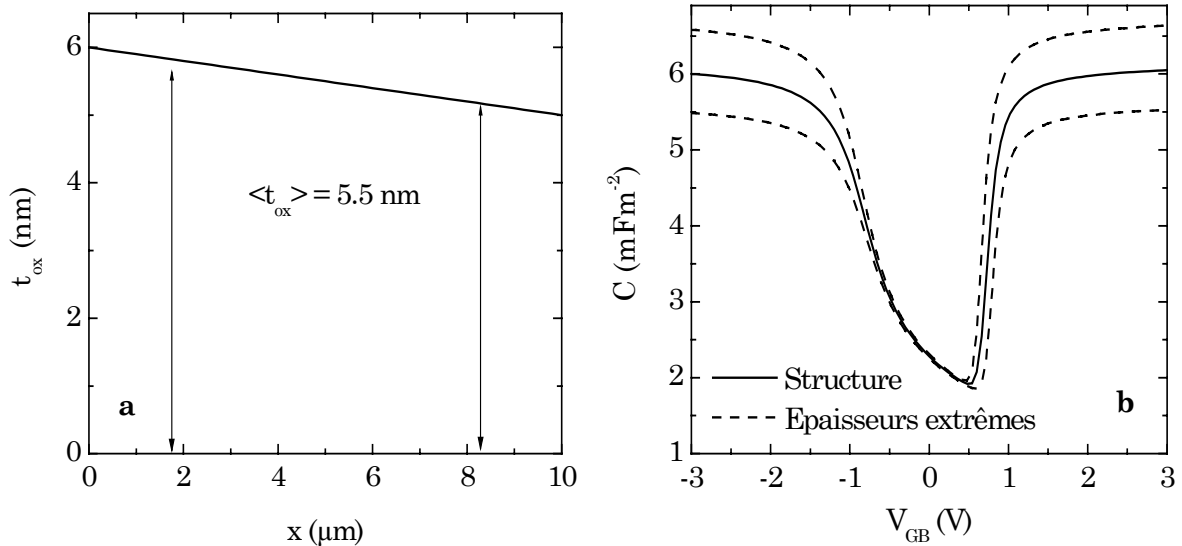 6
4
2
0
t_ox (nm)
<t_ox> = 5.5 nm
a
0 2 4 6 8 10
x (μm)
7
6
5
4
3
2
1
C (mFm⁻²)
Structure
Epaisseurs extrêmes
b
-3 -2 -1 0 1 2 3
V_GB (V)